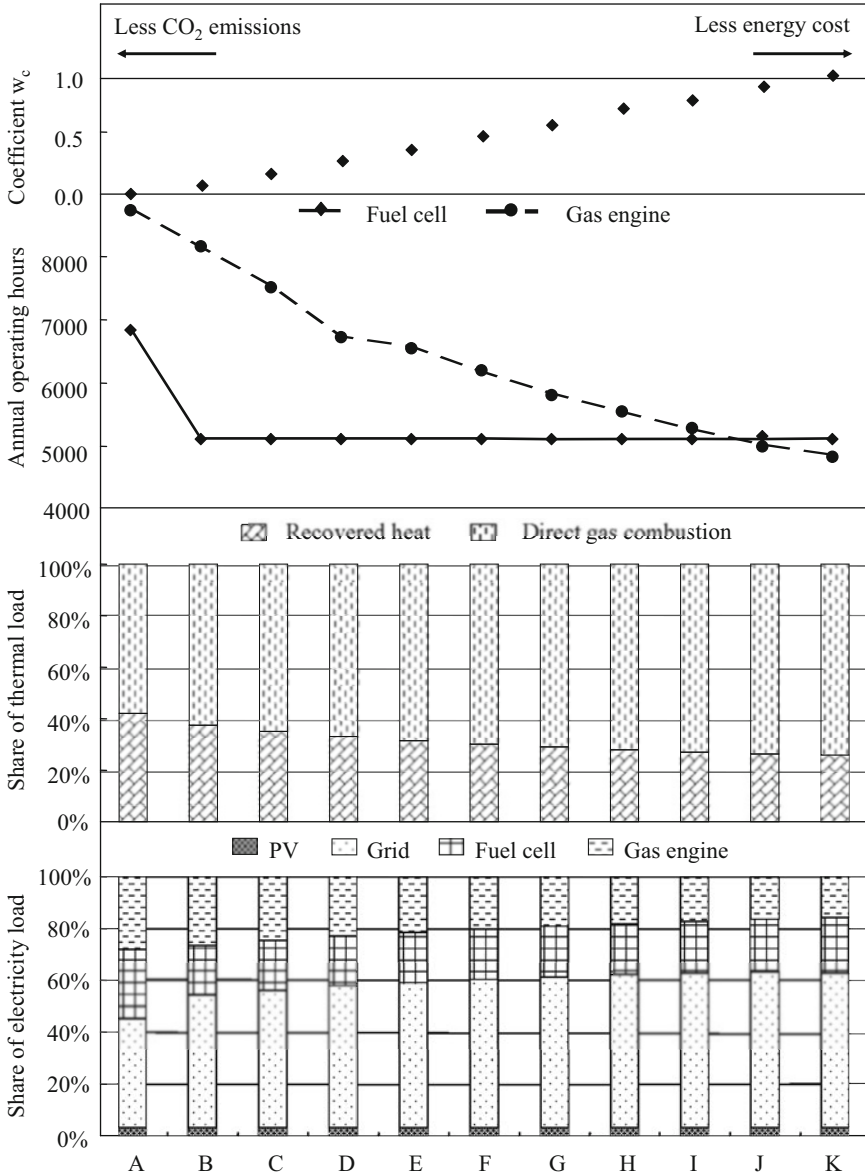 Less CO₂ emissions
Less energy cost
Coefficient w_c
1.0
0.5
0.0
Fuel cell
Gas engine
Annual operating hours
8000
7000
6000
5000
4000
Recovered heat
Direct gas combustion
Share of thermal load
100%
80%
60%
40%
20%
0%
PV
Grid
Fuel cell
Gas engine
Share of electricity load
100%
80%
60%
40%
20%
0%
A B C D E F G H I J K